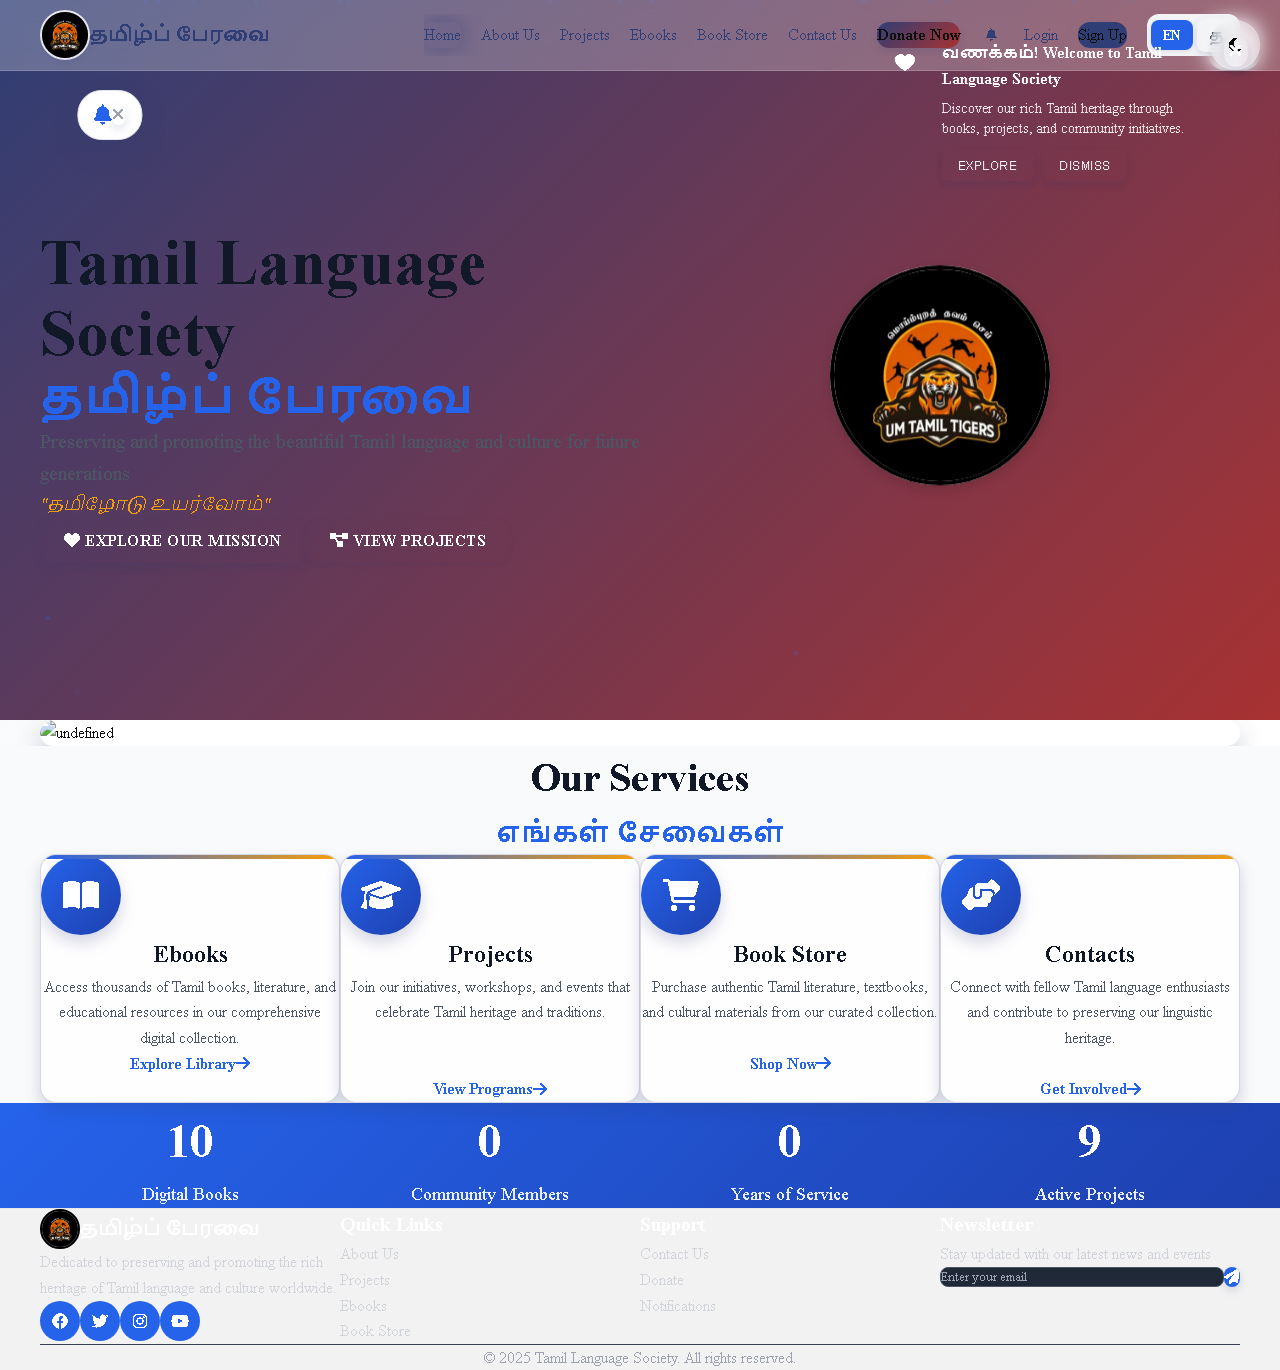 தமிழ்ப் பேரவை
Home About Us Projects Ebooks Book Store Contact Us Donate Now Login Sign Up EN
வணக்கம்! Welcome to Tamil
Language Society
Discover our rich Tamil heritage through
books, projects, and community initiatives.
EXPLORE DISMISS
Tamil Language
Society
தமிழ்ப் பேரவை
Preserving and promoting the beautiful Tamil language and culture for future
generations
"தமிழோடு உயர்வோம்"
EXPLORE OUR MISSION VIEW PROJECTS
மொய்ம்புறத் தவம் செய்
UM TAMIL TIGERS
undefined
Our Services
எங்கள் சேவைகள்
Ebooks
Access thousands of Tamil books, literature, and
educational resources in our comprehensive
digital collection.
Explore Library
Projects
Join our initiatives, workshops, and events that
celebrate Tamil heritage and traditions.
View Programs
Book Store
Purchase authentic Tamil literature, textbooks,
and cultural materials from our curated collection.
Shop Now
Contacts
Connect with fellow Tamil language enthusiasts
and contribute to preserving our linguistic
heritage.
Get Involved
10
Digital Books
0
Community Members
0
Years of Service
9
Active Projects
தமிழ்ப் பேரவை
Dedicated to preserving and promoting the rich
heritage of Tamil language and culture worldwide.
Quick Links
About Us
Projects
Ebooks
Book Store
Support
Contact Us
Donate
Notifications
Newsletter
Stay updated with our latest news and events
Enter your email
© 2025 Tamil Language Society. All rights reserved.